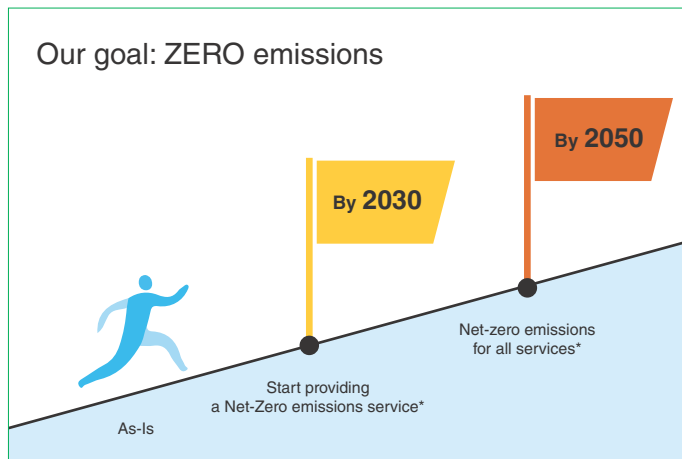 Our goal: ZERO emissions
By 2050
By 2030
Net-zero emissions
for all services*
Start providing
a Net-Zero emissions service*
As-Is